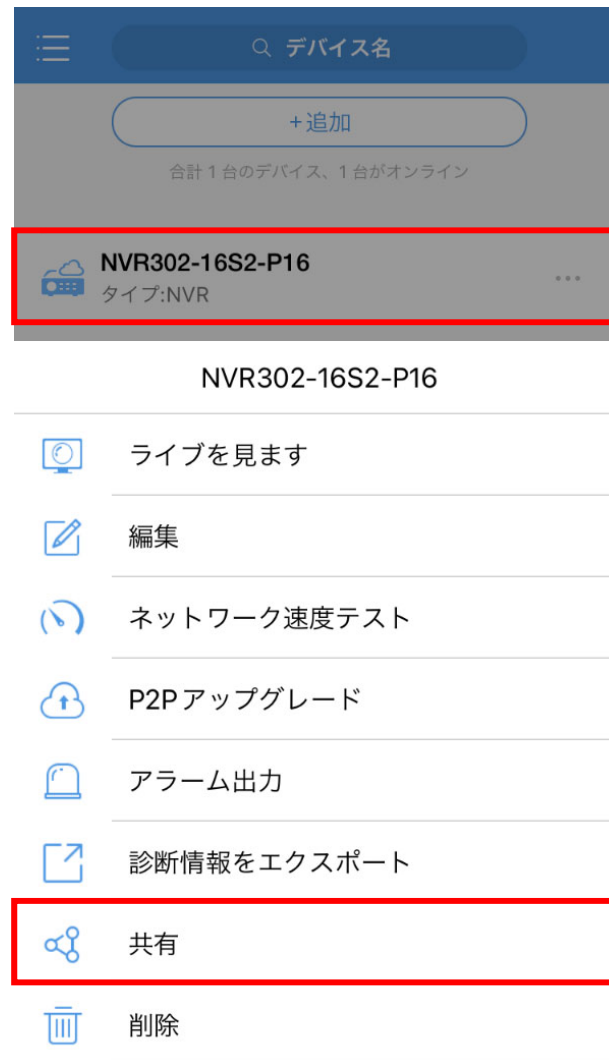 デバイス名
+追加
合計 1 台のデバイス、1 台がオンライン
NVR302-16S2-P16
タイプ:NVR
NVR302-16S2-P16
ライブを見ます
編集
ネットワーク速度テスト
P2Pアップグレード
アラーム出力
診断情報をエクスポート
共有
削除